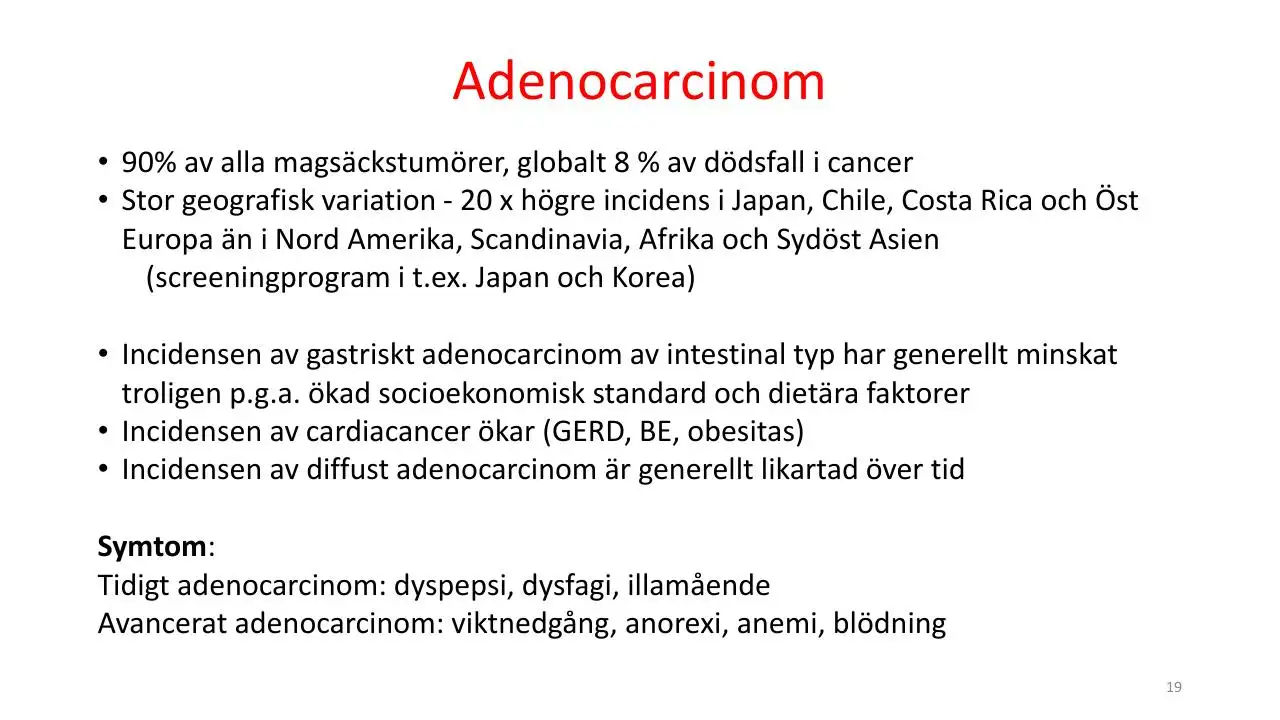 Adenocarcinom
• 90% av alla magsäckstumörer, globalt 8 % av dödsfall i cancer
• Stor geografisk variation - 20 x högre incidens i Japan, Chile, Costa Rica och Öst
Europa än i Nord Amerika, Scandinavia, Afrika och Sydöst Asien
(screeningprogram i t.ex. Japan och Korea)
• Incidensen av gastriskt adenocarcinom av intestinal typ har generellt minskat
troligen p.g.a. ökad socioekonomisk standard och dietära faktorer
• Incidensen av cardiacancer ökar (GERD, BE, obesitas)
• Incidensen av diffust adenocarcinom är generellt likartad över tid
Symtom:
Tidigt adenocarcinom: dyspepsi, dysfagi, illamående
Avancerat adenocarcinom: viktnedgång, anorexi, anemi, blödning
19